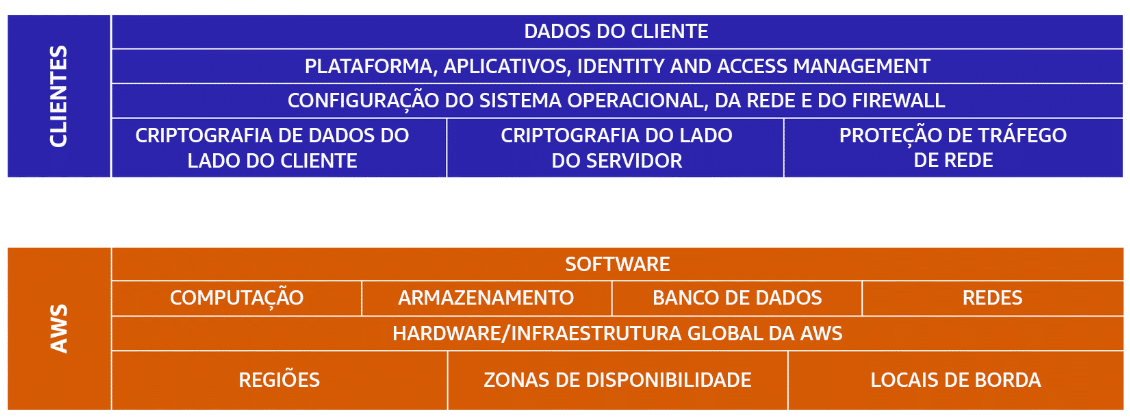 CLIENTES
DADOS DO CLIENTE
PLATAFORMA, APLICATIVOS, IDENTITY AND ACCESS MANAGEMENT
CONFIGURAÇÃO DO SISTEMA OPERACIONAL, DA REDE E DO FIREWALL
CRIPTOGRAFIA DE DADOS DO
LADO DO CLIENTE
CRIPTOGRAFIA DO LADO
DO SERVIDOR
PROTEÇÃO DE TRÁFEGO
DE REDE
AWS
SOFTWARE
COMPUTAÇÃO
ARMAZENAMENTO
BANCO DE DADOS
REDES
HARDWARE/INFRAESTRUTURA GLOBAL DA AWS
REGIÕES
ZONAS DE DISPONIBILIDADE
LOCAIS DE BORDA